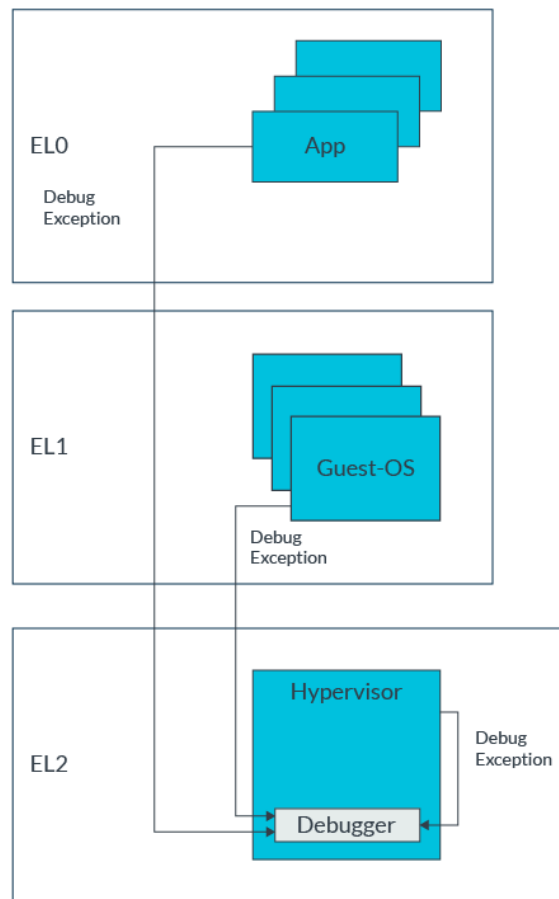 App
EL0
Debug
Exception
EL1
Guest-OS
Debug
Exception
Hypervisor
Debug
Exception
EL2
Debugger